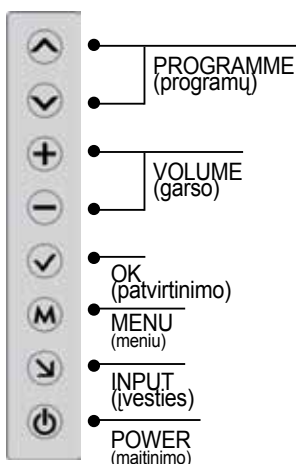 PROGRAMME
(programų)
VOLUME
(garso)
OK
(patvirtinimo)
M
MENU
(meniu)
INPUT
(įvesties)
POWER
(maitinimo)